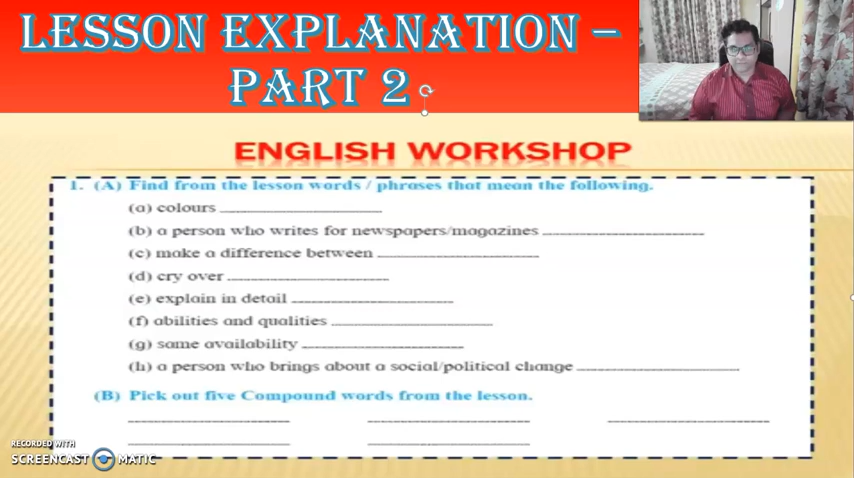 LESSON EXPLANATION –
PART 2
ENGLISH WORKSHOP
1. (A) Find from the lesson words / phrases that mean the following.
(a) colours
(b) a person who writes for newspapers/magazines
(c) make a difference between
(d) cry over
(e) explain in detail
(f) abilities and qualities
(g) same availability
(h) a person who brings about a social/political change
(B) Pick out five Compound words from the lesson.
RECORDED WITH
SCREENCAST MATIC